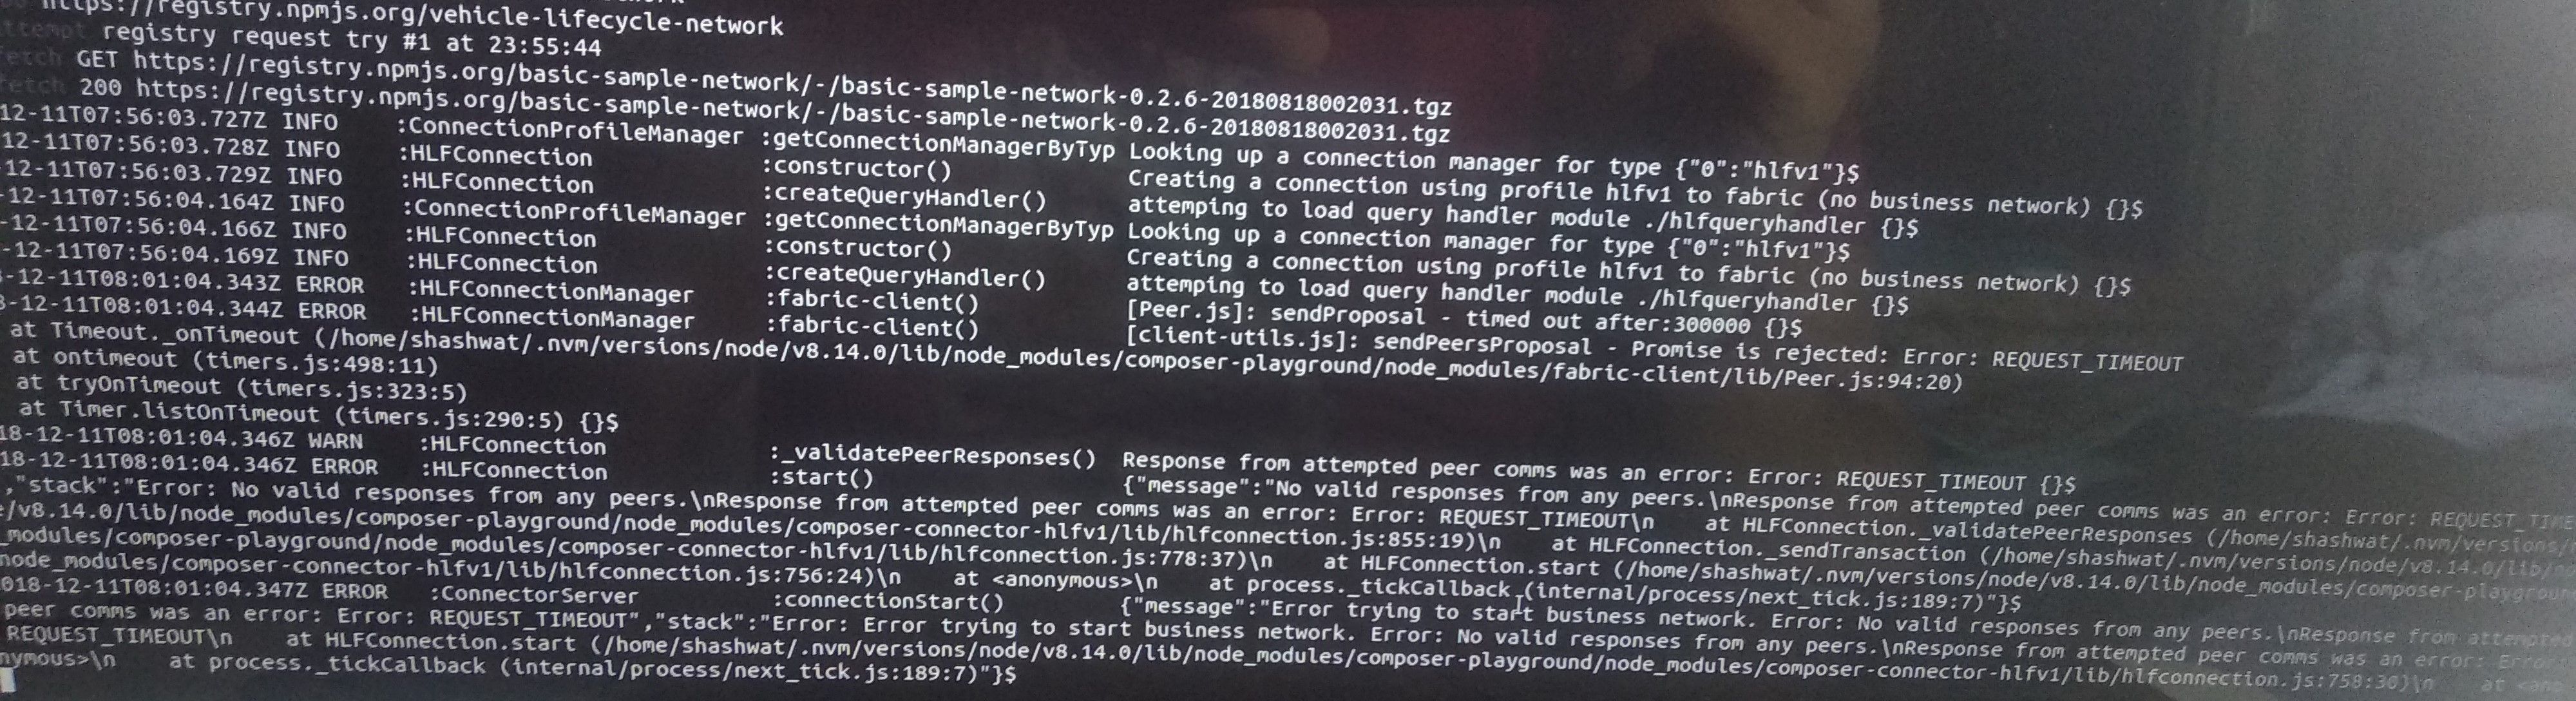 https://registry.npmjs.org/vehicle-lifecycle-network
attempt registry request try #1 at 23:55:44
fetch GET https://registry.npmjs.org/basic-sample-network/-/basic-sample-network-0.2.6-20180818002031.tgz
fetch 200 https://registry.npmjs.org/basic-sample-network/-/basic-sample-network-0.2.6-20180818002031.tgz
12-11T07:56:03.727Z INFO :ConnectionProfileManager :getConnectionManagerByTyp Looking up a connection manager for type {"0":"hlfv1"}$
12-11T07:56:03.728Z INFO :HLFConnection :constructor() Creating a connection using profile hlfv1 to fabric (no business network) {}$
-12-11T07:56:03.729Z INFO :HLFConnection :createQueryHandler() attemping to load query handler module ./hlfqueryhandler {}$
-12-11T07:56:04.164Z INFO :ConnectionProfileManager :getConnectionManagerByTyp Looking up a connection manager for type {"0":"hlfv1"}$
-12-11T07:56:04.166Z INFO :HLFConnection :constructor() Creating a connection using profile hlfv1 to fabric (no business network) {}$
-12-11T07:56:04.169Z INFO :HLFConnection :createQueryHandler() attemping to load query handler module ./hlfqueryhandler {}$
-12-11T08:01:04.343Z ERROR :HLFConnectionManager :fabric-client() [Peer.js]: sendProposal - timed out after:300000 {}$
8-12-11T08:01:04.344Z ERROR :HLFConnectionManager :fabric-client() [client-utils.js]: sendPeersProposal - Promise is rejected: Error: REQUEST_TIMEOUT
at Timeout._onTimeout (/home/shashwat/.nvm/versions/node/v8.14.0/lib/node_modules/composer-playground/node_modules/fabric-client/lib/Peer.js:94:20)
at ontimeout (timers.js:498:11)
at tryOnTimeout (timers.js:323:5)
at Timer.listOnTimeout (timers.js:290:5) {}$
18-12-11T08:01:04.346Z WARN :HLFConnection :_validatePeerResponses() Response from attempted peer comms was an error: Error: REQUEST_TIMEOUT {}$
18-12-11T08:01:04.346Z ERROR :HLFConnection :start() {"message":"No valid responses from any peers.\nResponse from attempted peer comms was an error: Error: REQUEST_TIM
,"stack":"Error: No valid responses from any peers.\nResponse from attempted peer comms was an error: Error: REQUEST_TIMEOUT\n at HLFConnection._validatePeerResponses (/home/shashwat/.nvm/versions/
/v8.14.0/lib/node_modules/composer-playground/node_modules/composer-connector-hlfv1/lib/hlfconnection.js:855:19)\n at HLFConnection._sendTransaction (/home/shashwat/.nvm/versions/node/v8.14.0/lib/
_modules/composer-playground/node_modules/composer-connector-hlfv1/lib/hlfconnection.js:778:37)\n at HLFConnection.start (/home/shashwat/.nvm/versions/node/v8.14.0/lib/node_modules/composer-playground
node_modules/composer-connector-hlfv1/lib/hlfconnection.js:756:24)\n at <anonymous>\n at process._tickCallback (internal/process/next_tick.js:189:7)"}$
018-12-11T08:01:04.347Z ERROR :ConnectorServer :connectionStart() {"message":"Error trying to start business network. Error: No valid responses from any peers.\nResponse from attempted
peer comms was an error: Error: REQUEST_TIMEOUT","stack":"Error: Error trying to start business network. Error: No valid responses from any peers.\nResponse from attempted peer comms was an error: Error:
REQUEST_TIMEOUT\n at HLFConnection.start (/home/shashwat/.nvm/versions/node/v8.14.0/lib/node_modules/composer-playground/node_modules/composer-connector-hlfv1/lib/hlfconnection.js:758:30)\n at <ano
nymous>\n at process._tickCallback (internal/process/next_tick.js:189:7)"}$